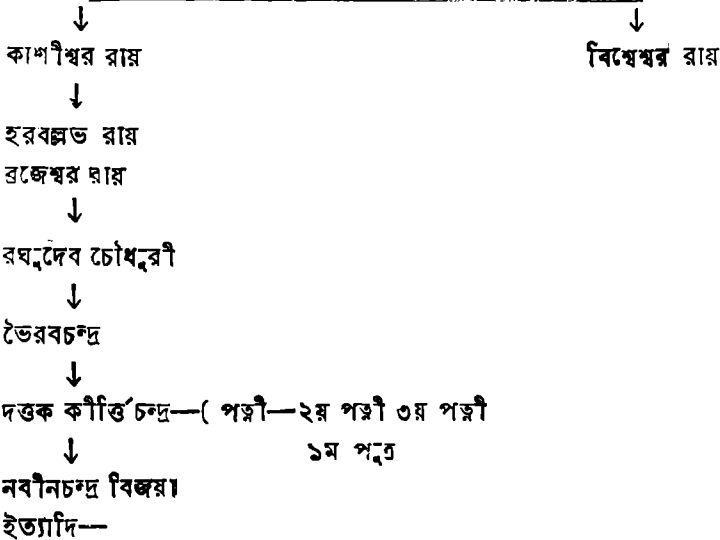 কাশীশ্বর রায় বিশ্বেশ্বর রায়
হরবল্লভ রায়
ব্রজেশ্বর রায়
রঘুদেব চৌধুরী
ভৈরবচন্দ্র
দত্তক কীর্ত্তিচন্দ্র—( পত্নী—২য় পত্নী ৩য় পত্নী
১ম পুত্র
নবীনচন্দ্র বিজয়া
ইত্যাদি—